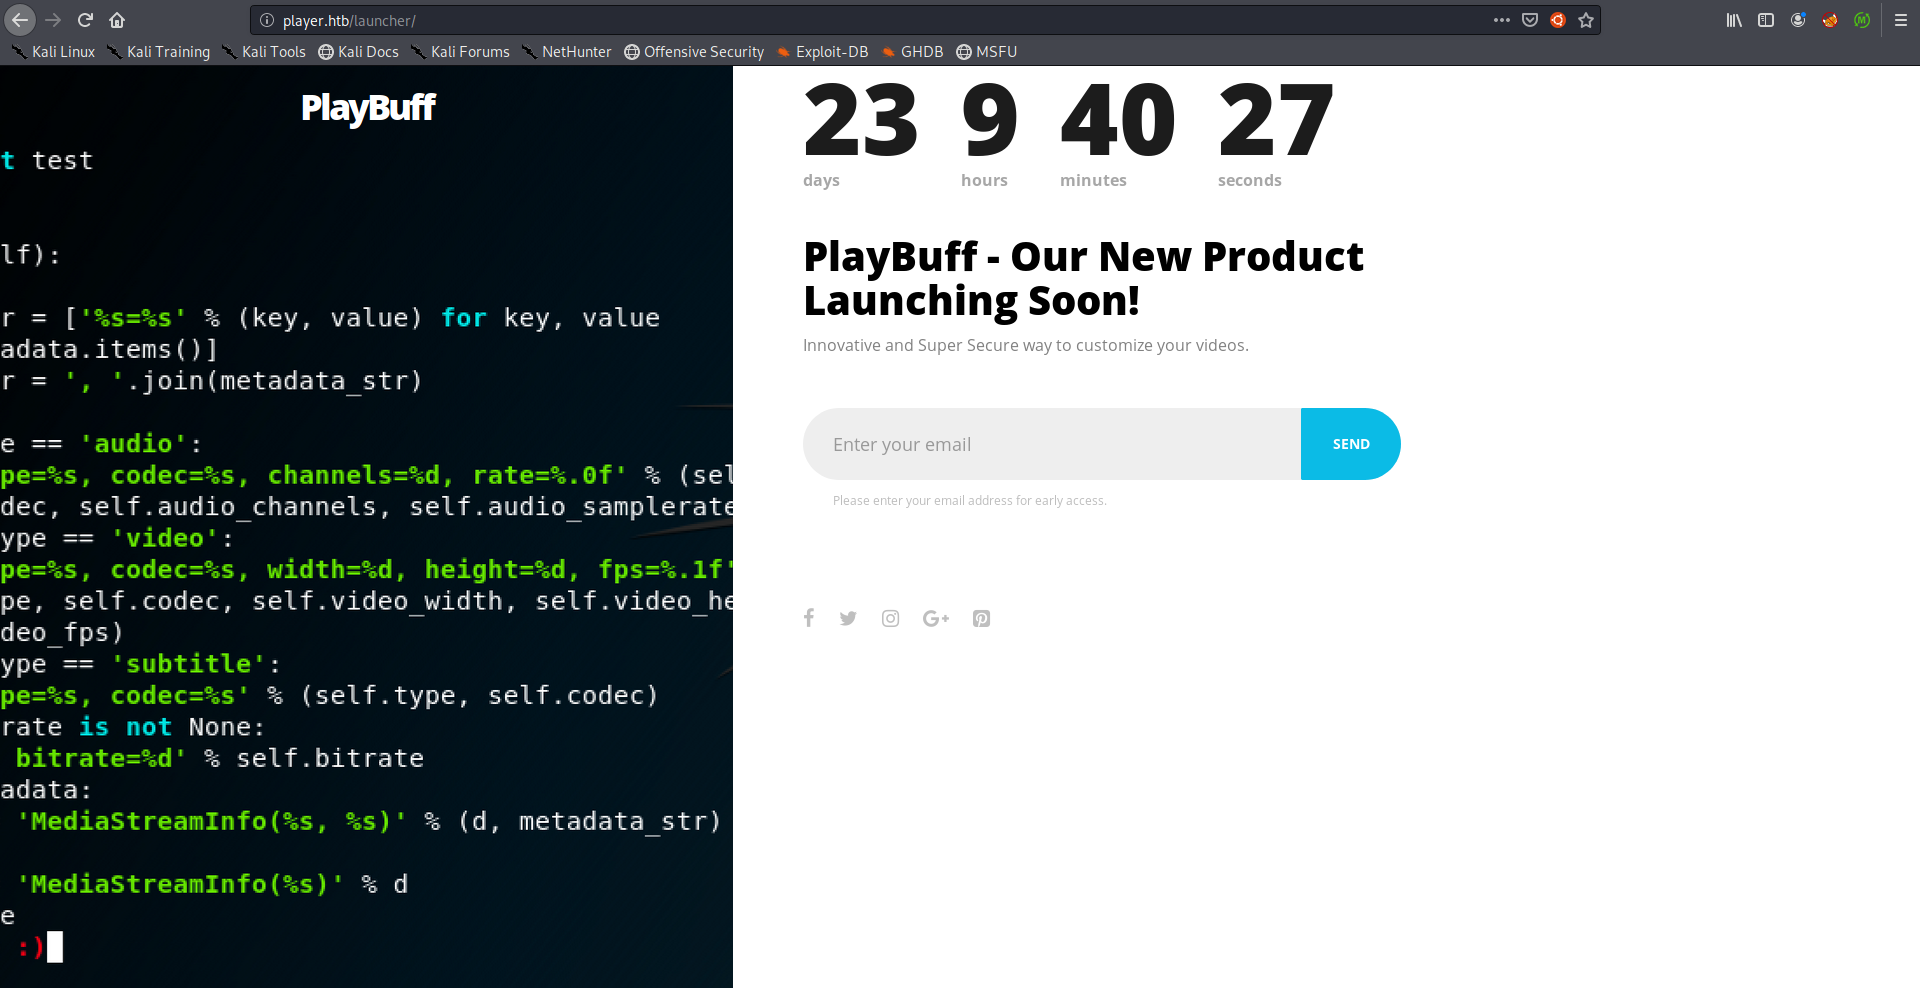 player.htb/launcher/
Kali Linux Kali Training Kali Tools Kali Docs Kali Forums NetHunter Offensive Security Exploit-DB GHDB MSFU
PlayBuff
t test
lf):
r = ['%s=%s' % (key, value) for key, value
adata.items()]
r = ', '.join(metadata_str)
e == 'audio':
pe=%s, codec=%s, channels=%d, rate=%.0f' % (sel
dec, self.audio_channels, self.audio_samplerate
ype == 'video':
pe=%s, codec=%s, width=%d, height=%d, fps=%.1f'
pe, self.codec, self.video_width, self.video_he
deo_fps)
ype == 'subtitle':
pe=%s, codec=%s' % (self.type, self.codec)
rate is not None:
bitrate=%d' % self.bitrate
adata:
'MediaStreamInfo(%s, %s)' % (d, metadata_str)
'MediaStreamInfo(%s)' % d
e
:)
23 9 40 27
days hours minutes seconds
PlayBuff - Our New Product
Launching Soon!
Innovative and Super Secure way to customize your videos.
Enter your email SEND
Please enter your email address for early access.